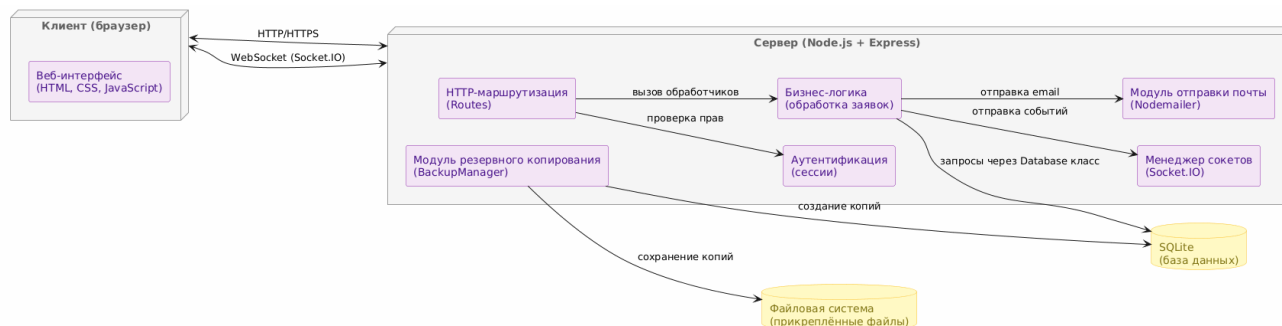 Клиент (браузер)
Веб-интерфейс
(HTML, CSS, JavaScript)
HTTP/HTTPS
WebSocket (Socket.IO)
Сервер (Node.js + Express)
HTTP-маршрутизация
(Routes)
вызов обработчиков
проверка прав
Бизнес-логика
(обработка заявок)
отправка email
отправка событий
Модуль отправки почты
(Nodemailer)
Модуль резервного копирования
(BackupManager)
Аутентификация
(сессии)
запросы через Database класс
Менеджер сокетов
(Socket.IO)
создание копий
сохранение копий
SQLite
(база данных)
Файловая система
(прикреплённые файлы)